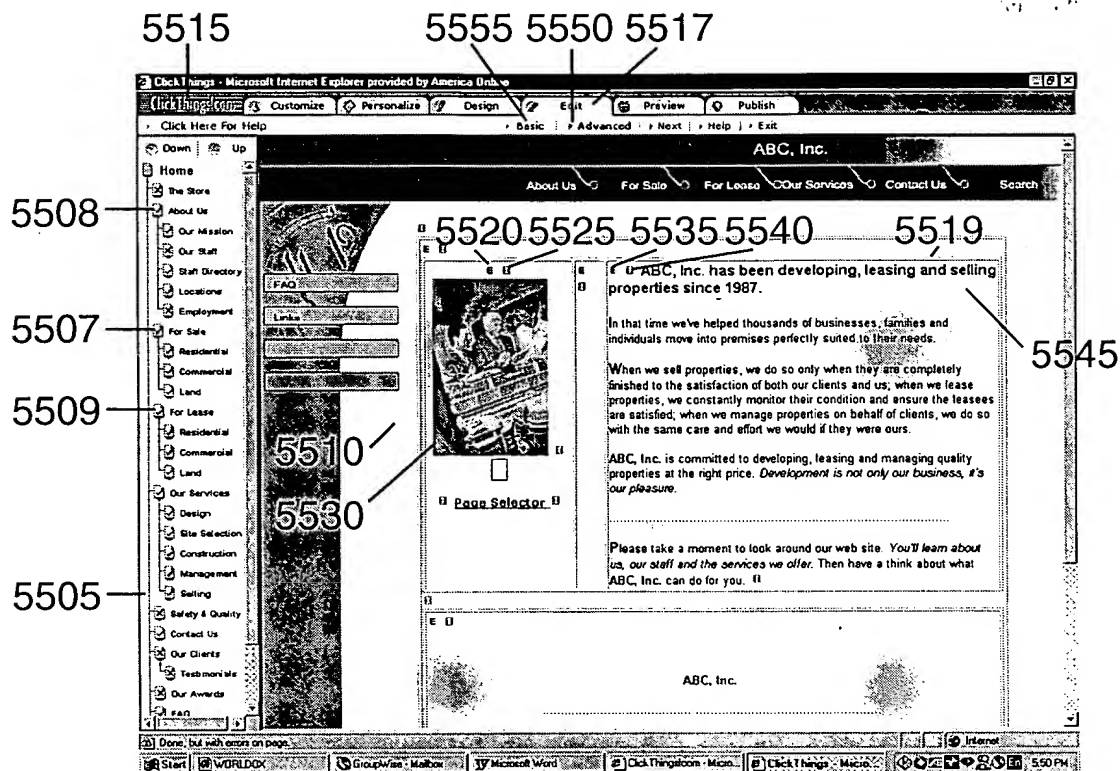 5515 5555 5550 5517
ClickThings - Microsoft Internet Explorer provided by America Online
ClickThings.com Customize Personalize Design Edit Preview Publish
Click Here For Help Basic Advanced Next Help Exit
Down Up
ABC, Inc.
Home
About Us For Sale For Lease Our Services Contact Us Search
The Store
5508
About Us
Our Mission
Our Staff
Staff Directory
Locations
Employment
5507
For Sale
Residential
Commercial
Land
5509
For Lease
Residential
Commercial
Land
Our Services
Design
Site Selection
Construction
Management
Selling
5505
Safety & Quality
Contact Us
Our Clients
Testimonials
Our Awards
FAQ
5520 5525 5535 5540 5519
FAQ
Links
5510
5530
Page Selector
E
ABC, Inc. has been developing, leasing and selling
properties since 1987.
5545
In that time we've helped thousands of businesses, families and
individuals move into premises perfectly suited to their needs.
When we sell properties, we do so only when they are completely
finished to the satisfaction of both our clients and us; when we lease
properties, we constantly monitor their condition and ensure the leasees
are satisfied; when we manage properties on behalf of clients, we do so
with the same care and effort we would if they were ours.
ABC, Inc. is committed to developing, leasing and managing quality
properties at the right price. Development is not only our business, it's
our pleasure.
Please take a moment to look around our web site. You'll learn about
us, our staff and the services we offer. Then have a think about what
ABC, Inc. can do for you.
E
ABC, Inc.
Done, but with errors on page. Internet
Start WORLDOX GroupWise - Mailbox Microsoft Word ClickThingscom - Micro... ClickThings - Micro... 5:50 PM